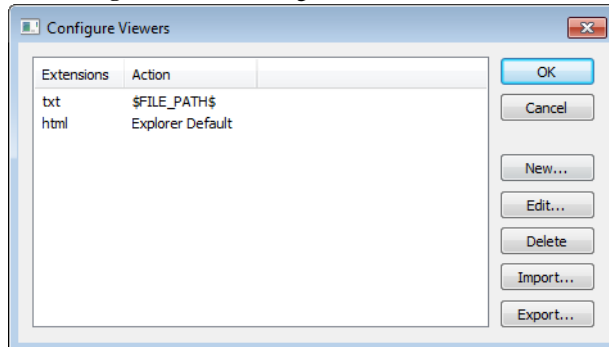 Configure Viewers
Extensions Action
txt $FILE_PATH$
html Explorer Default
OK
Cancel
New...
Edit...
Delete
Import...
Export...